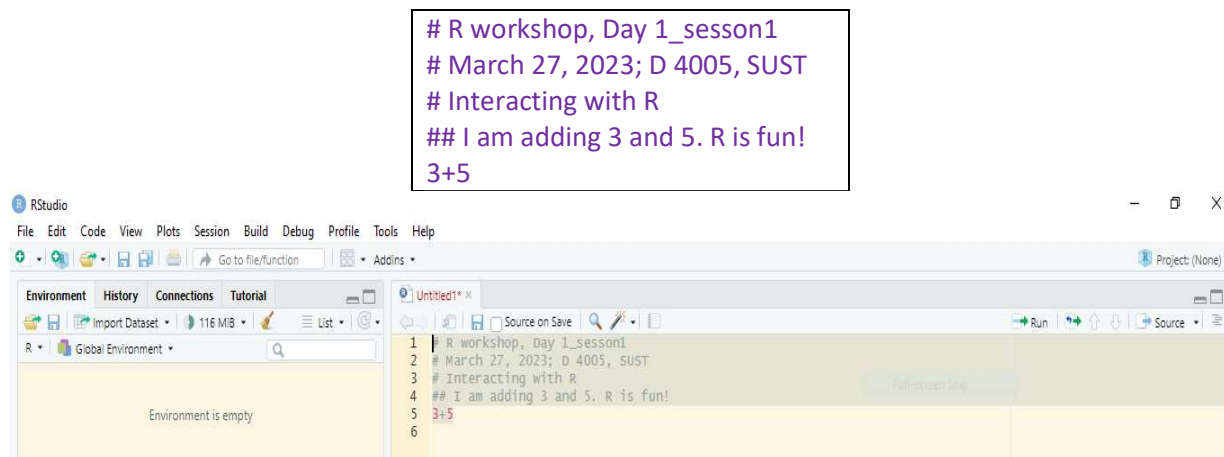 # R workshop, Day 1_sesson1
# March 27, 2023; D 4005, SUST
# Interacting with R
## I am adding 3 and 5. R is fun!
3+5
RStudio
File Edit Code View Plots Session Build Debug Profile Tools Help
Go to file/function Addins Project: (None)
Environment History Connections Tutorial
Import Dataset 116 MiB List
R Global Environment
Environment is empty
Untitled1*
Source on Save Run Source
1 # R workshop, Day 1_sesson1
2 # March 27, 2023; D 4005, SUST
3 # Interacting with R
4 ## I am adding 3 and 5. R is fun!
5 3+5
6